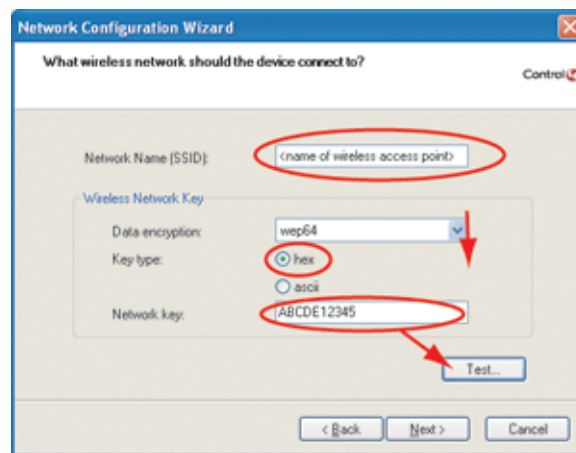 Network Configuration Wizard
What wireless network should the device connect to?
Control4
Network Name (SSID):
<name of wireless access point>
Wireless Network Key
Data encryption:
wep64
Key type:
hex
ascii
Network key:
ABCDE12345
Test...
< Back
Next >
Cancel